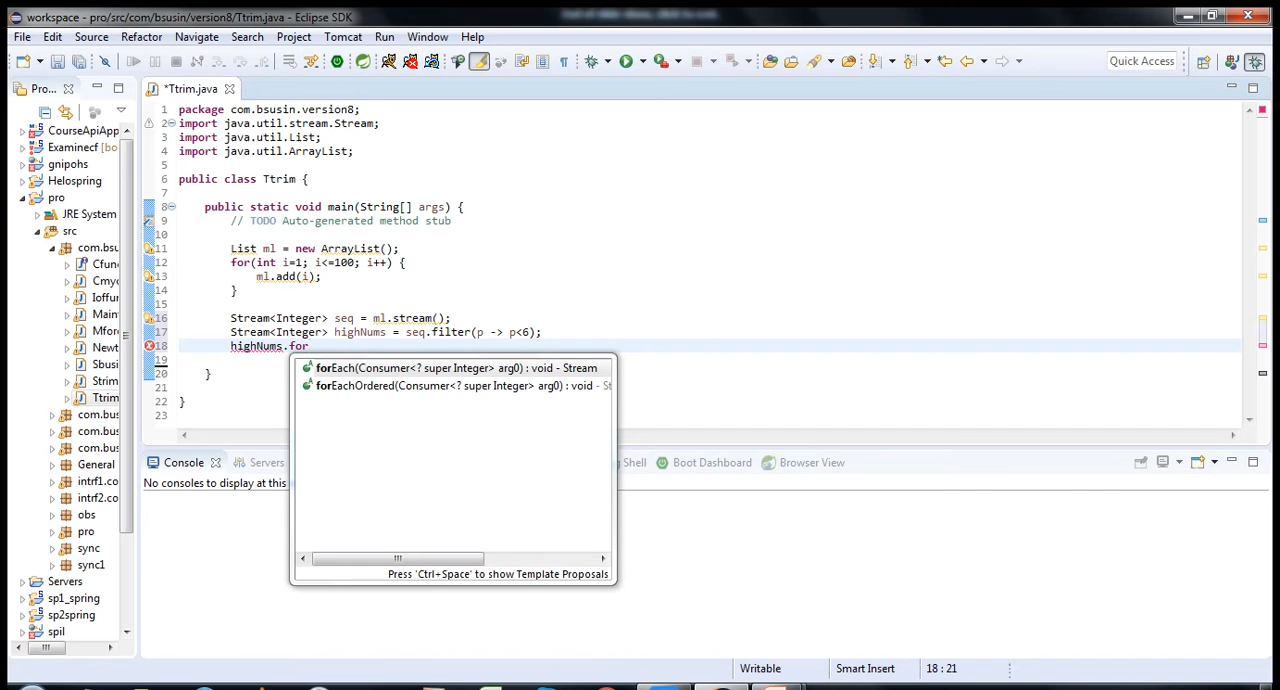 workspace - pro/src/com/bsusin/version8/Ttrim.java - Eclipse SDK
File Edit Source Refactor Navigate Search Project Tomcat Run Window Help
Quick Access
Pro...
*Ttrim.java
CourseApiApp
Examinecf [bo
gnipohs
Helospring
pro
JRE System
src
com.bsu
Cfunc
Cmyc
Ioffur
Main
Mfore
Newt
Sbusi
Strim
Ttrim
com.bus
com.bus
com.bus
General
intrf1.co
intrf2.co
obs
pro
sync
sync1
Servers
sp1_spring
sp2spring
spil
1 package com.bsusin.version8;
2 import java.util.stream.Stream;
3 import java.util.List;
4 import java.util.ArrayList;
5
6 public class Ttrim {
7
8 public static void main(String[] args) {
9 // TODO Auto-generated method stub
10
11 List ml = new ArrayList();
12 for(int i=1; i<=100; i++) {
13 ml.add(i);
14 }
15
16 Stream<Integer> seq = ml.stream();
17 Stream<Integer> highNums = seq.filter(p -> p<6);
18 highNums.for
19
20 }
21
22 }
23
forEach(Consumer<? super Integer> arg0) : void - Stream
forEachOrdered(Consumer<? super Integer> arg0) : void - St
Press 'Ctrl+Space' to show Template Proposals
Console Servers Shell Boot Dashboard Browser View
No consoles to display at this
Writable Smart Insert 18 : 21